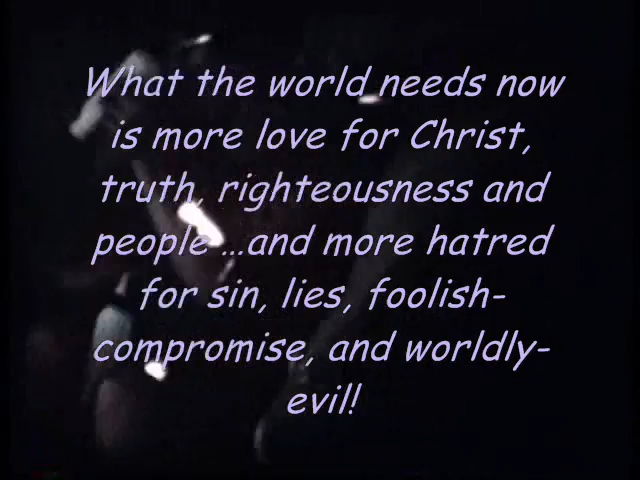 What the world needs now
is more love for Christ,
truth, righteousness and
people …and more hatred
for sin, lies, foolish-
compromise, and worldly-
evil!